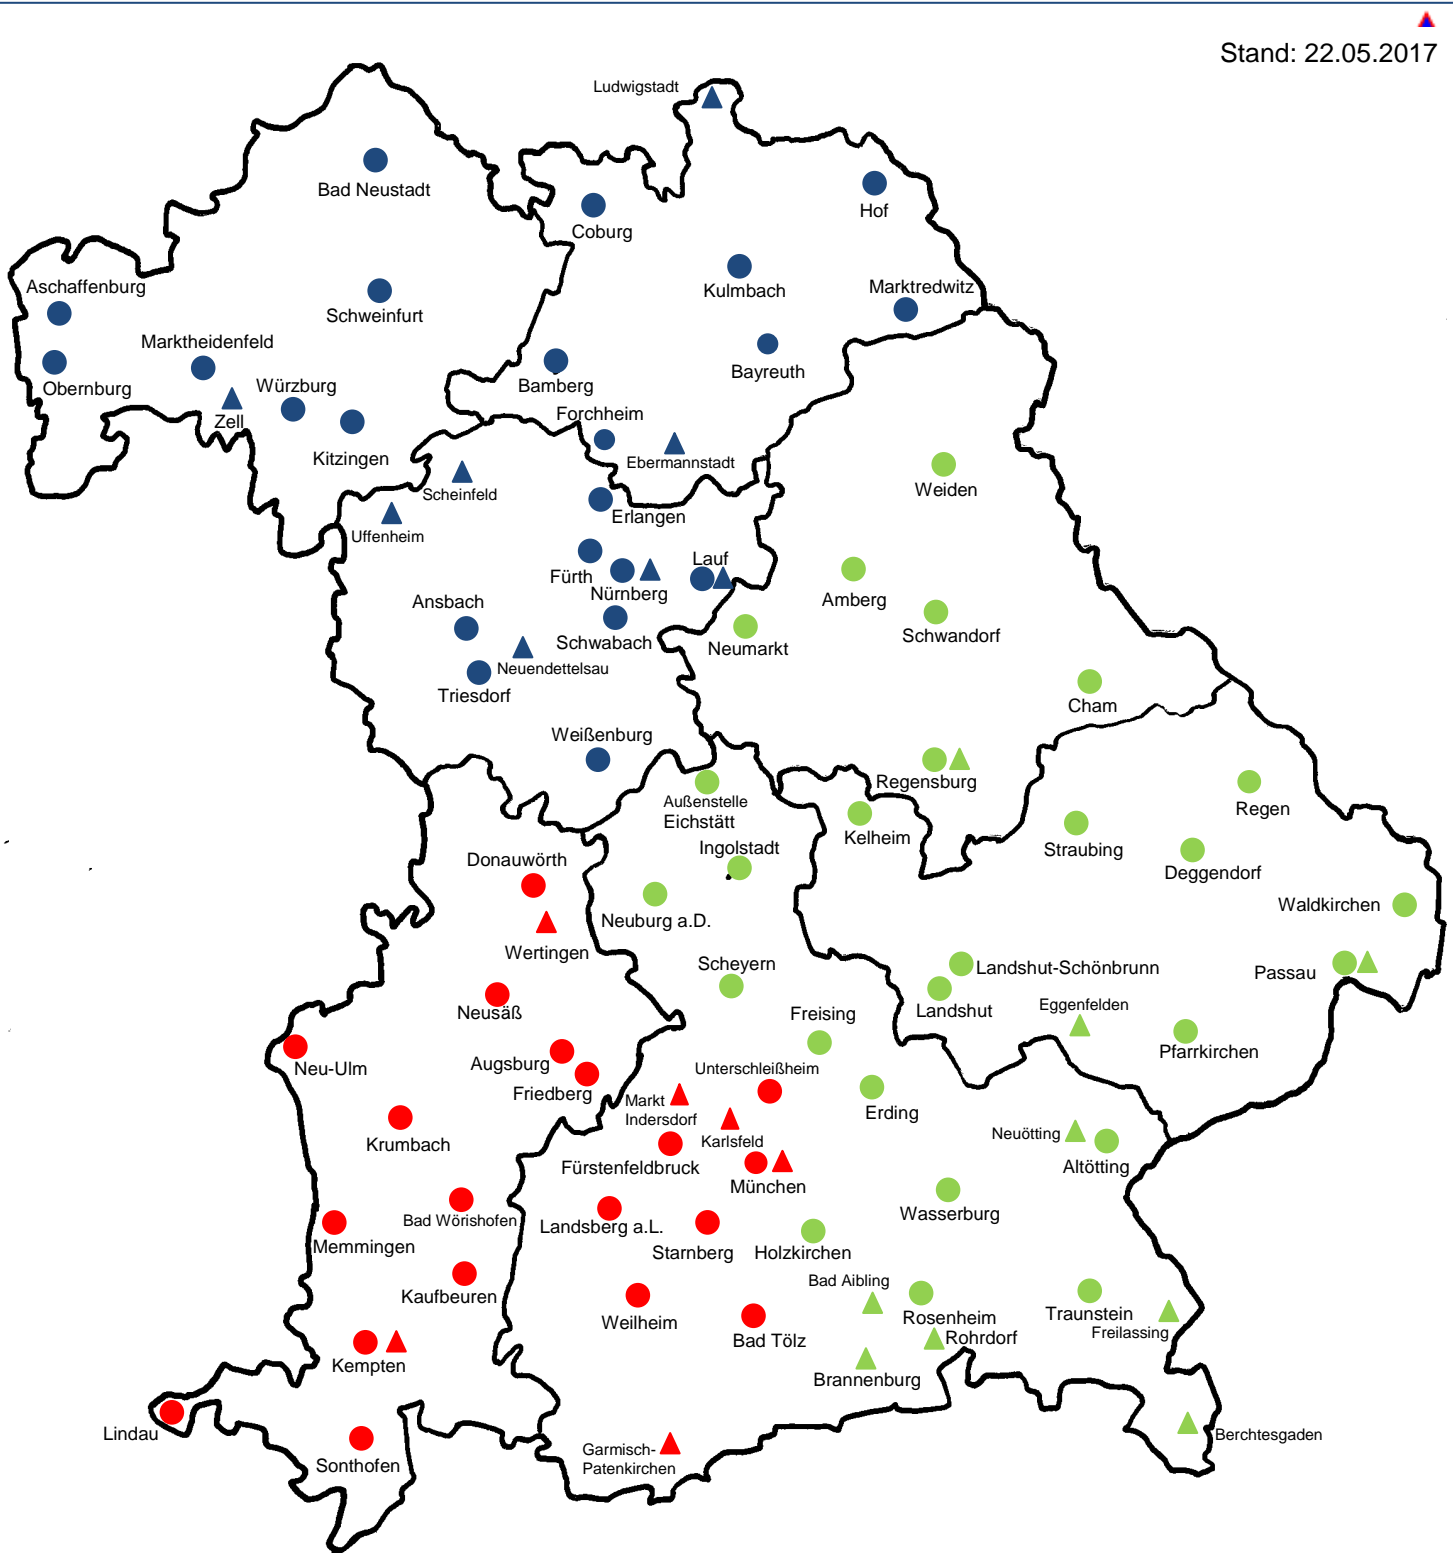 Stand: 22.05.2017
Ludwigstadt
Bad Neustadt
Hof
Coburg
Kulmbach
Marktredwitz
Aschaffenburg
Schweinfurt
Marktheidenfeld
Bayreuth
Obernburg
Würzburg
Bamberg
Zell
Forchheim
Kitzingen
Ebermannstadt
Scheinfeld
Weiden
Erlangen
Uffenheim
Lauf
Fürth
Nürnberg
Ansbach
Amberg
Schwabach
Schwandorf
Neumarkt
Neuendettelsau
Triesdorf
Cham
Weißenburg
Regensburg
Außenstelle
Eichstätt
Regen
Kelheim
Ingolstadt
Straubing
Donauwörth
Deggendorf
Waldkirchen
Neuburg a.D.
Wertingen
Scheyern
Landshut-Schönbrunn
Passau
Neusäß
Landshut
Eggenfelden
Freising
Pfarrkirchen
Neu-Ulm
Augsburg
Unterschleißheim
Friedberg
Markt
Indersdorf
Erding
Karlsfeld
Neuötting
Krumbach
Fürstenfeldbruck
Altötting
München
Bad Wörishofen
Landsberg a.L.
Wasserburg
Memmingen
Starnberg
Holzkirchen
Bad Aibling
Kaufbeuren
Weilheim
Rosenheim
Traunstein
Freilassing
Bad Tölz
Rohrdorf
Kempten
Brannenburg
Lindau
Berchtesgaden
Sonthofen
Garmisch-
Patenkirchen